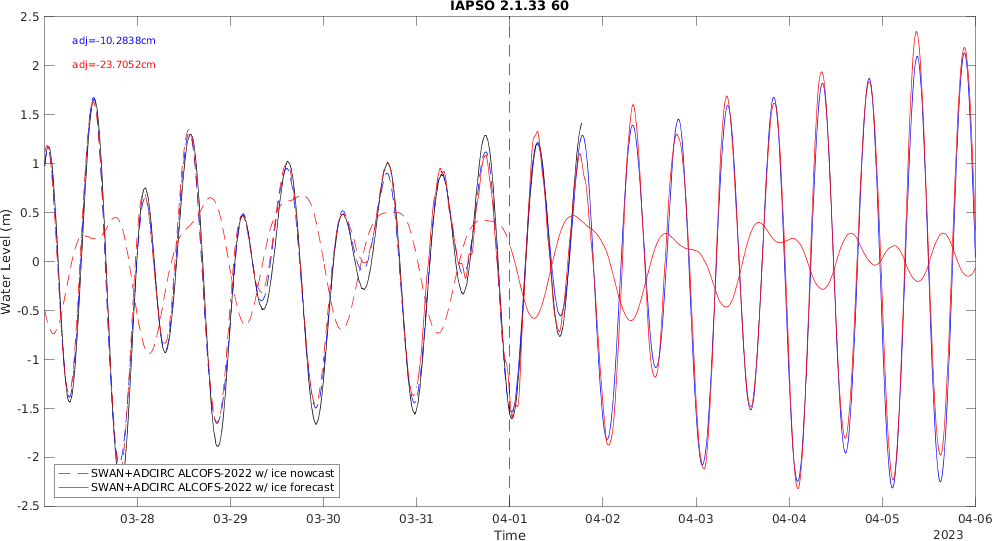 IAPSO 2.1.33 60
adj=-10.2838cm
adj=-23.7052cm
Water Level (m)
2.5
2
1.5
1
0.5
0
-0.5
-1
-1.5
-2
-2.5
SWAN+ADCIRC ALCOFS-2022 w/ ice nowcast
SWAN+ADCIRC ALCOFS-2022 w/ ice forecast
03-28 03-29 03-30 03-31 04-01 04-02 04-03 04-04 04-05 04-06
Time
2023